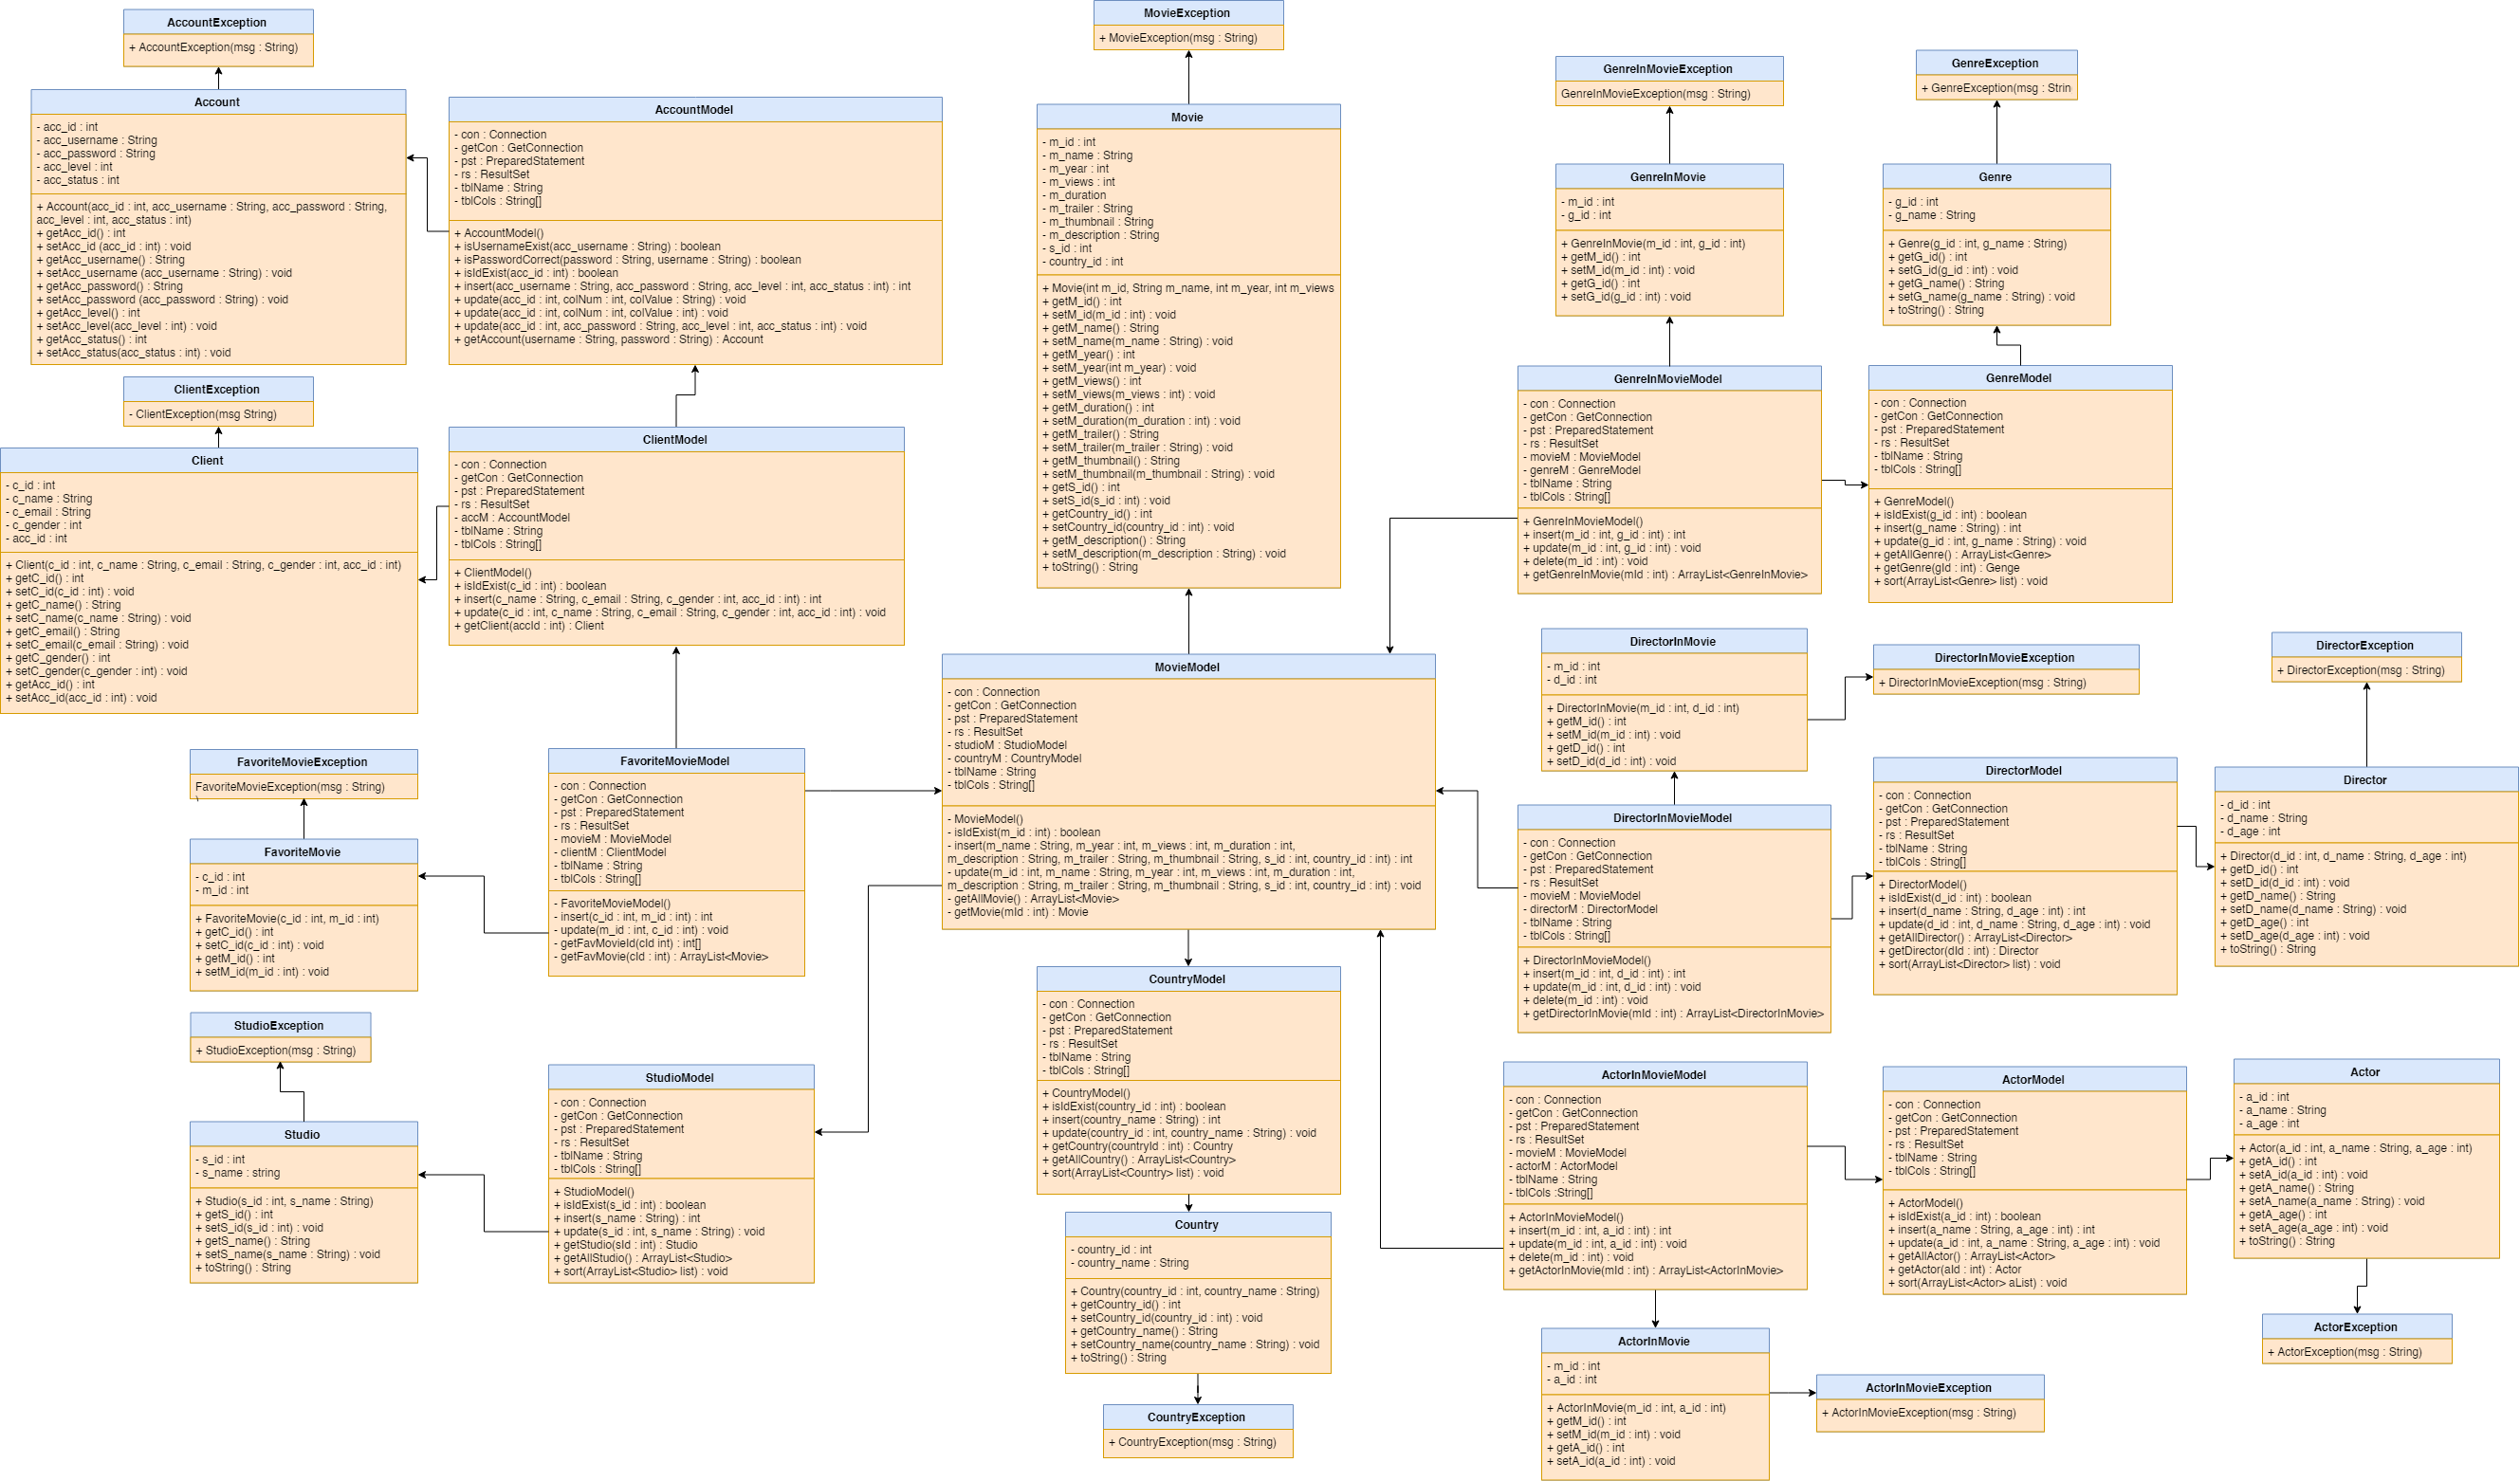 AccountException
+ AccountException(msg : String)
Account
- acc_id : int
- acc_username : String
- acc_password : String
- acc_level : int
- acc_status : int
+ Account(acc_id : int, acc_username : String, acc_password : String,
acc_level : int, acc_status : int)
+ getAcc_id() : int
+ setAcc_id (acc_id : int) : void
+ getAcc_username() : String
+ setAcc_username (acc_username : String) : void
+ getAcc_password() : String
+ setAcc_password (acc_password : String) : void
+ getAcc_level() : int
+ setAcc_level(acc_level : int) : void
+ getAcc_status() : int
+ setAcc_status(acc_status : int) : void
AccountModel
- con : Connection
- getCon : GetConnection
- pst : PreparedStatement
- rs : ResultSet
- tblName : String
- tblCols : String[]
+ AccountModel()
+ isUsernameExist(acc_username : String) : boolean
+ isPasswordCorrect(password : String, username : String) : boolean
+ isIdExist(acc_id : int) : boolean
+ insert(acc_username : String, acc_password : String, acc_level : int, acc_status : int) : int
+ update(acc_id : int, colNum : int, colValue : String) : void
+ update(acc_id : int, colNum : int, colValue : int) : void
+ update(acc_id : int, acc_password : String, acc_level : int, acc_status : int) : void
+ getAccount(username : String, password : String) : Account
ClientException
- ClientException(msg String)
Client
- c_id : int
- c_name : String
- c_email : String
- c_gender : int
- acc_id : int
+ Client(c_id : int, c_name : String, c_email : String, c_gender : int, acc_id : int)
+ getC_id() : int
+ setC_id(c_id : int) : void
+ getC_name() : String
+ setC_name(c_name : String) : void
+ getC_email() : String
+ setC_email(c_email : String) : void
+ getC_gender() : int
+ setC_gender(c_gender : int) : void
+ getAcc_id() : int
+ setAcc_id(acc_id : int) : void
ClientModel
- con : Connection
- getCon : GetConnection
- pst : PreparedStatement
- rs : ResultSet
- accM : AccountModel
- tblName : String
- tblCols : String[]
+ ClientModel()
+ isIdExist(c_id : int) : boolean
+ insert(c_name : String, c_email : String, c_gender : int, acc_id : int) : int
+ update(c_id : int, c_name : String, c_email : String, c_gender : int, acc_id : int) : void
+ getClient(accId : int) : Client
MovieException
+ MovieException(msg : String)
Movie
- m_id : int
- m_name : String
- m_year : int
- m_views : int
- m_duration
- m_trailer : String
- m_thumbnail : String
- m_description : String
- s_id : int
- country_id : int
+ Movie(int m_id, String m_name, int m_year, int m_views
+ getM_id() : int
+ setM_id(m_id : int) : void
+ getM_name() : String
+ setM_name(m_name : String) : void
+ getM_year() : int
+ setM_year(int m_year) : void
+ getM_views() : int
+ setM_views(m_views : int) : void
+ getM_duration() : int
+ setM_duration(m_duration : int) : void
+ getM_trailer() : String
+ setM_trailer(m_trailer : String) : void
+ getM_thumbnail() : String
+ setM_thumbnail(m_thumbnail : String) : void
+ getS_id() : int
+ setS_id(s_id : int) : void
+ getCountry_id() : int
+ setCountry_id(country_id : int) : void
+ getM_description() : String
+ setM_description(m_description : String) : void
+ toString() : String
GenreInMovieException
GenreInMovieException(msg : String)
GenreInMovie
- m_id : int
- g_id : int
+ GenreInMovie(m_id : int, g_id : int)
+ getM_id() : int
+ setM_id(m_id : int) : void
+ getG_id() : int
+ setG_id(g_id : int) : void
GenreException
+ GenreException(msg : Strin
Genre
- g_id : int
- g_name : String
+ Genre(g_id : int, g_name : String)
+ getG_id() : int
+ setG_id(g_id : int) : void
+ getG_name() : String
+ setG_name(g_name : String) : void
+ toString() : String
GenreInMovieModel
- con : Connection
- getCon : GetConnection
- pst : PreparedStatement
- rs : ResultSet
- movieM : MovieModel
- genreM : GenreModel
- tblName : String
- tblCols : String[]
+ GenreInMovieModel()
+ insert(m_id : int, g_id : int) : int
+ update(m_id : int, g_id : int) : void
+ delete(m_id : int) : void
+ getGenreInMovie(mId : int) : ArrayList<GenreInMovie>
GenreModel
- con : Connection
- getCon : GetConnection
- pst : PreparedStatement
- rs : ResultSet
- tblName : String
- tblCols : String[]
+ GenreModel()
+ isIdExist(g_id : int) : boolean
+ insert(g_name : String) : int
+ update(g_id : int, g_name : String) : void
+ getAllGenre() : ArrayList<Genre>
+ getGenre(gId : int) : Genge
+ sort(ArrayList<Genre> list) : void
FavoriteMovieException
FavoriteMovieException(msg : String)
\
FavoriteMovie
- c_id : int
- m_id : int
+ FavoriteMovie(c_id : int, m_id : int)
+ getC_id() : int
+ setC_id(c_id : int) : void
+ getM_id() : int
+ setM_id(m_id : int) : void
FavoriteMovieModel
- con : Connection
- getCon : GetConnection
- pst : PreparedStatement
- rs : ResultSet
- movieM : MovieModel
- clientM : ClientModel
- tblName : String
- tblCols : String[]
- FavoriteMovieModel()
- insert(c_id : int, m_id : int) : int
- update(m_id : int, c_id : int) : void
- getFavMovieId(cId int) : int[]
- getFavMovie(cId : int) : ArrayList<Movie>
MovieModel
- con : Connection
- getCon : GetConnection
- pst : PreparedStatement
- rs : ResultSet
- studioM : StudioModel
- countryM : CountryModel
- tblName : String
- tblCols : String[]
- MovieModel()
- isIdExist(m_id : int) : boolean
- insert(m_name : String, m_year : int, m_views : int, m_duration : int,
m_description : String, m_trailer : String, m_thumbnail : String, s_id : int, country_id : int) : int
- update(m_id : int, m_name : String, m_year : int, m_views : int, m_duration : int,
m_description : String, m_trailer : String, m_thumbnail : String, s_id : int, country_id : int) : void
- getAllMovie() : ArrayList<Movie>
- getMovie(mId : int) : Movie
DirectorInMovie
- m_id : int
- d_id : int
+ DirectorInMovie(m_id : int, d_id : int)
+ getM_id() : int
+ setM_id(m_id : int) : void
+ getD_id() : int
+ setD_id(d_id : int) : void
DirectorInMovieException
+ DirectorInMovieException(msg : String)
DirectorException
+ DirectorException(msg : String)
DirectorInMovieModel
- con : Connection
- getCon : GetConnection
- pst : PreparedStatement
- rs : ResultSet
- movieM : MovieModel
- directorM : DirectorModel
- tblName : String
- tblCols : String[]
+ DirectorInMovieModel()
+ insert(m_id : int, d_id : int) : int
+ update(m_id : int, d_id : int) : void
+ delete(m_id : int) : void
+ getDirectorInMovie(mId : int) : ArrayList<DirectorInMovie>
DirectorModel
- con : Connection
- getCon : GetConnection
- pst : PreparedStatement
- rs : ResultSet
- tblName : String
- tblCols : String[]
+ DirectorModel()
+ isIdExist(d_id : int) : boolean
+ insert(d_name : String, d_age : int) : int
+ update(d_id : int, d_name : String, d_age : int) : void
+ getAllDirector() : ArrayList<Director>
+ getDirector(dId : int) : Director
+ sort(ArrayList<Director> list) : void
Director
- d_id : int
- d_name : String
- d_age : int
+ Director(d_id : int, d_name : String, d_age : int)
+ getD_id() : int
+ setD_id(d_id : int) : void
+ getD_name() : String
+ setD_name(d_name : String) : void
+ getD_age() : int
+ setD_age(d_age : int) : void
+ toString() : String
StudioException
+ StudioException(msg : String)
Studio
- s_id : int
- s_name : string
+ Studio(s_id : int, s_name : String)
+ getS_id() : int
+ setS_id(s_id : int) : void
+ getS_name() : String
+ setS_name(s_name : String) : void
+ toString() : String
StudioModel
- con : Connection
- getCon : GetConnection
- pst : PreparedStatement
- rs : ResultSet
- tblName : String
- tblCols : String[]
+ StudioModel()
+ isIdExist(s_id : int) : boolean
+ insert(s_name : String) : int
+ update(s_id : int, s_name : String) : void
+ getStudio(sId : int) : Studio
+ getAllStudio() : ArrayList<Studio>
+ sort(ArrayList<Studio> list) : void
CountryModel
- con : Connection
- getCon : GetConnection
- pst : PreparedStatement
- rs : ResultSet
- tblName : String
- tblCols : String[]
+ CountryModel()
+ isIdExist(country_id : int) : boolean
+ insert(country_name : String) : int
+ update(country_id : int, country_name : String) : void
+ getCountry(countryId : int) : Country
+ getAllCountry() : ArrayList<Country>
+ sort(ArrayList<Country> list) : void
Country
- country_id : int
- country_name : String
+ Country(country_id : int, country_name : String)
+ getCountry_id() : int
+ setCountry_id(country_id : int) : void
+ getCountry_name() : String
+ setCountry_name(country_name : String) : void
+ toString() : String
CountryException
+ CountryException(msg : String)
ActorInMovieModel
- con : Connection
- getCon : GetConnection
- pst : PreparedStatement
- rs : ResultSet
- movieM : MovieModel
- actorM : ActorModel
- tblName : String
- tblCols :String[]
+ ActorInMovieModel()
+ insert(m_id : int, a_id : int) : int
+ update(m_id : int, a_id : int) : void
+ delete(m_id : int) : void
+ getActorInMovie(mId : int) : ArrayList<ActorInMovie>
ActorModel
- con : Connection
- getCon : GetConnection
- pst : PreparedStatement
- rs : ResultSet
- tblName : String
- tblCols : String[]
+ ActorModel()
+ isIdExist(a_id : int) : boolean
+ insert(a_name : String, a_age : int) : int
+ update(a_id : int, a_name : String, a_age : int) : void
+ getAllActor() : ArrayList<Actor>
+ getActor(aId : int) : Actor
+ sort(ArrayList<Actor> aList) : void
Actor
- a_id : int
- a_name : String
- a_age : int
+ Actor(a_id : int, a_name : String, a_age : int)
+ getA_id() : int
+ setA_id(a_id : int) : void
+ getA_name() : String
+ setA_name(a_name : String) : void
+ getA_age() : int
+ setA_age(a_age : int) : void
+ toString() : String
ActorException
+ ActorException(msg : String)
ActorInMovie
- m_id : int
- a_id : int
+ ActorInMovie(m_id : int, a_id : int)
+ getM_id() : int
+ setM_id(m_id : int) : void
+ getA_id() : int
+ setA_id(a_id : int) : void
ActorInMovieException
+ ActorInMovieException(msg : String)